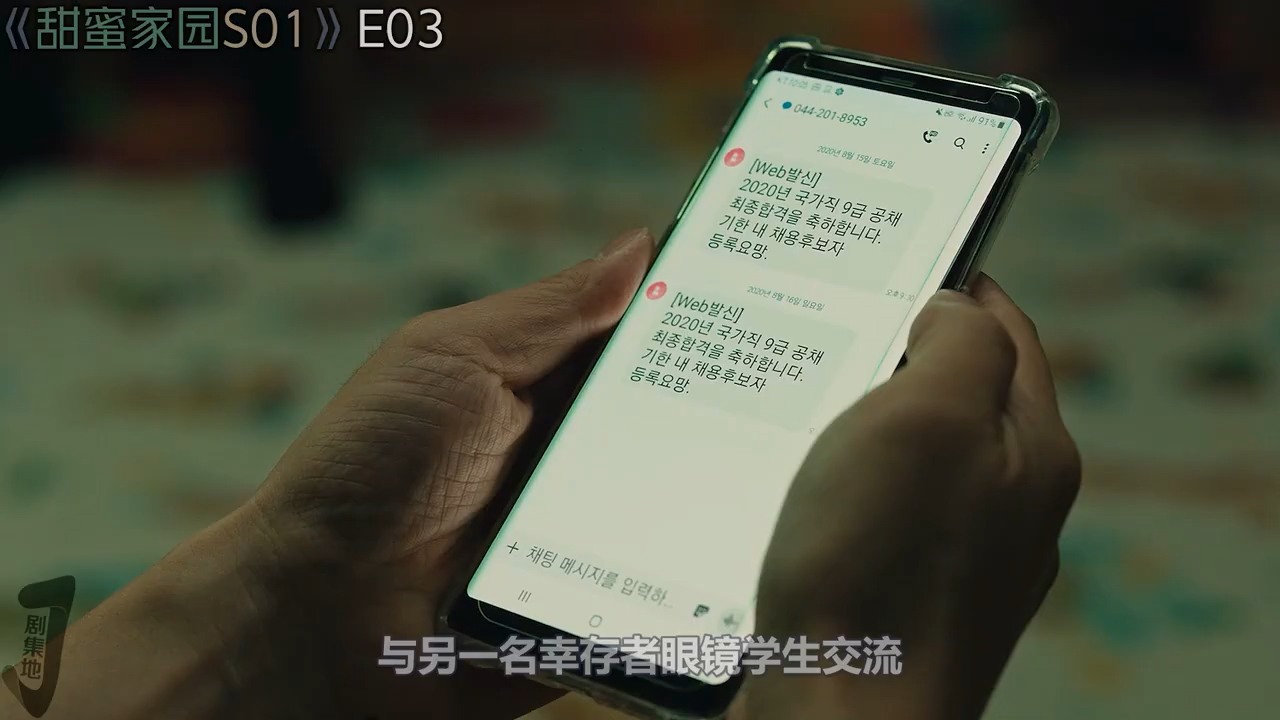 《甜蜜家园S01》 E03
044-201-8953
91%
2020년 8월 15일 토요일
[Web발신]
2020년 국가직 9급 공채
최종합격을 축하합니다.
기한 내 채용후보자
등록요망.
2020년 8월 16일 일요일
[Web발신]
2020년 국가직 9급 공채
최종합격을 축하합니다.
기한 내 채용후보자
등록요망.
채팅 메시지를 입력하...
剧集地
与另一名幸存者眼镜学生交流